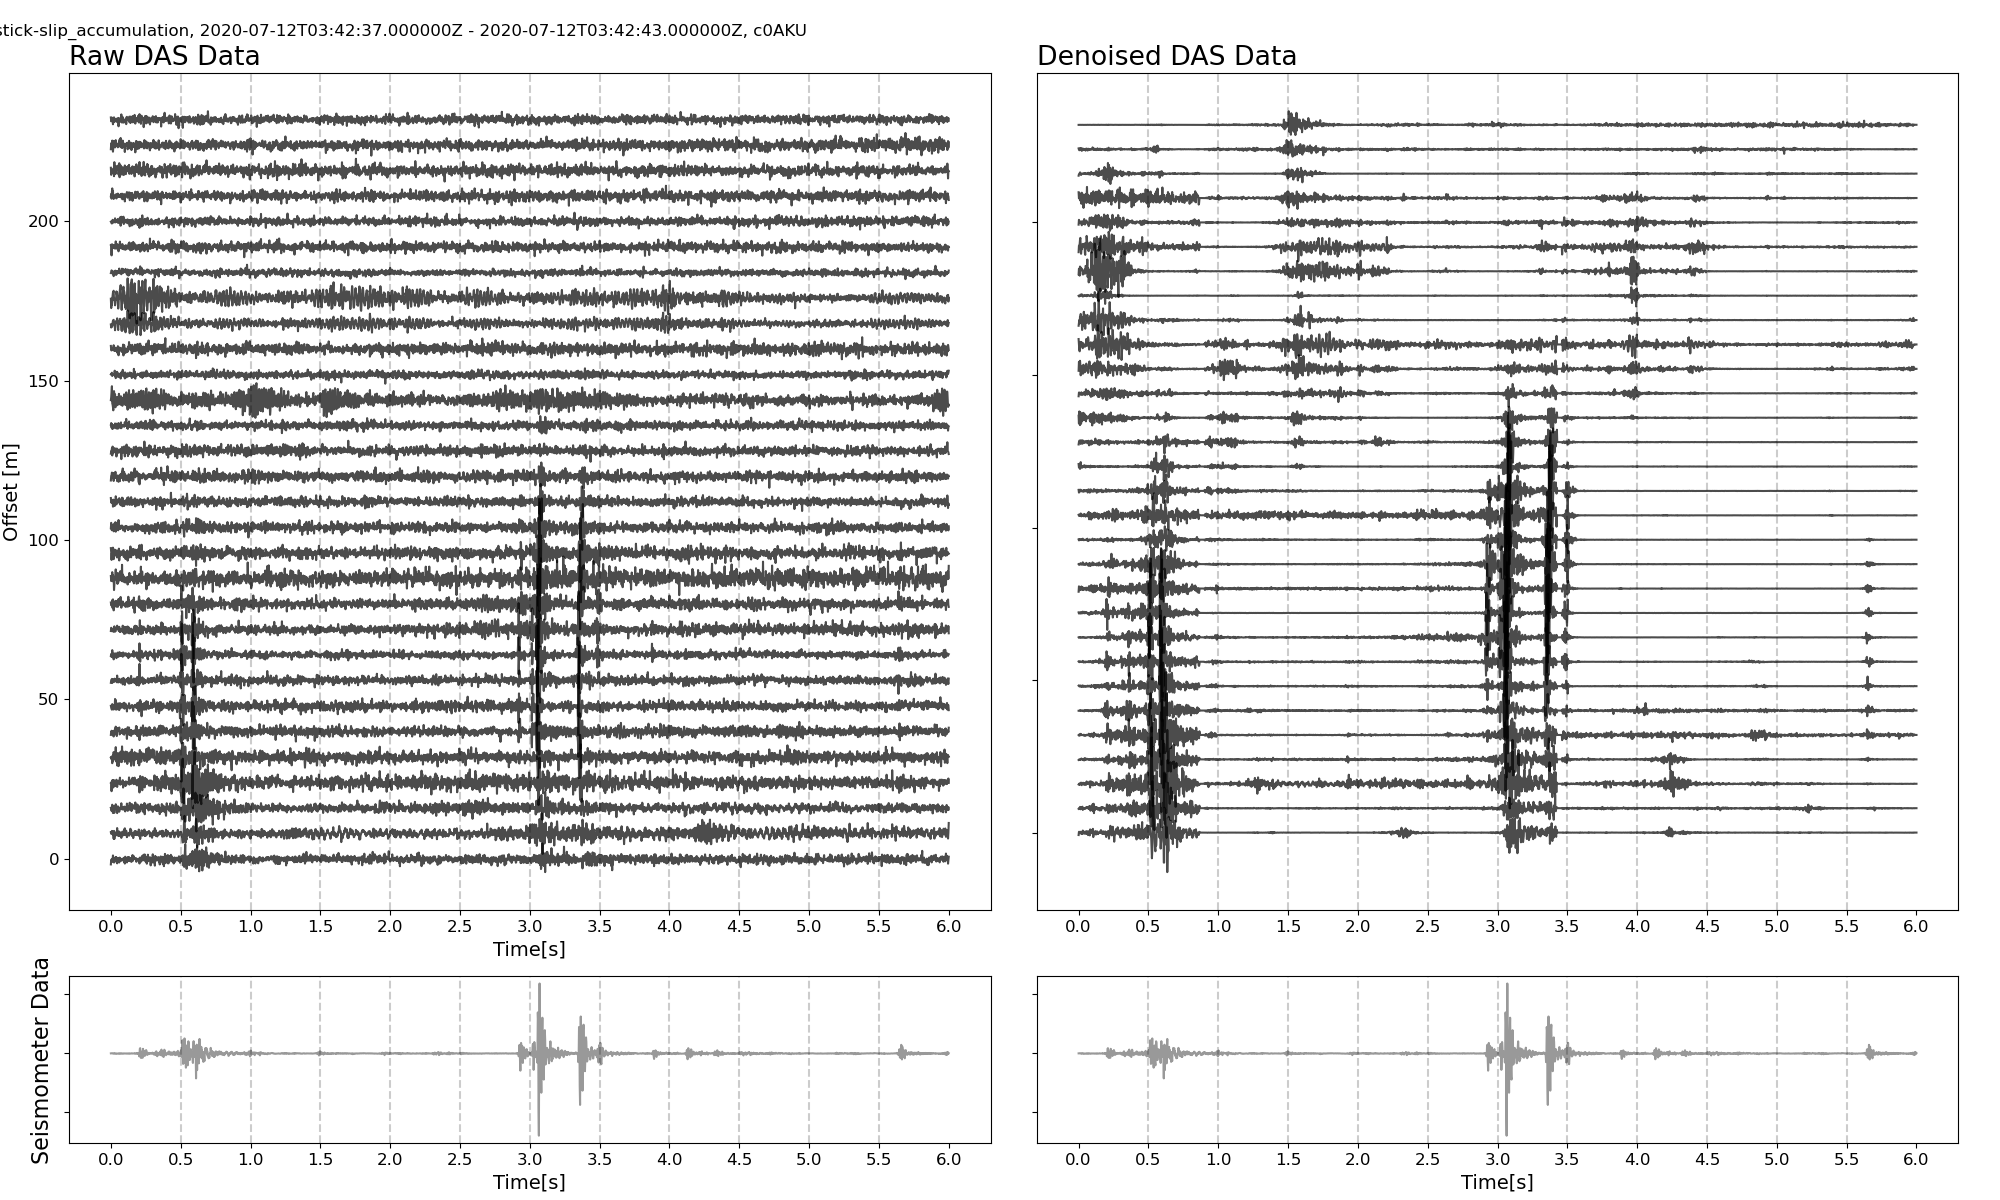 stick-slip_accumulation, 2020-07-12T03:42:37.000000Z - 2020-07-12T03:42:43.000000Z, c0AKU
Raw DAS Data
Denoised DAS Data
Offset [m]
200
150
100
50
0
0.0 0.5 1.0 1.5 2.0 2.5 3.0 3.5 4.0 4.5 5.0 5.5 6.0
Time[s]
0.0 0.5 1.0 1.5 2.0 2.5 3.0 3.5 4.0 4.5 5.0 5.5 6.0
Seismometer Data
0.0 0.5 1.0 1.5 2.0 2.5 3.0 3.5 4.0 4.5 5.0 5.5 6.0
Time[s]
0.0 0.5 1.0 1.5 2.0 2.5 3.0 3.5 4.0 4.5 5.0 5.5 6.0
Time[s]